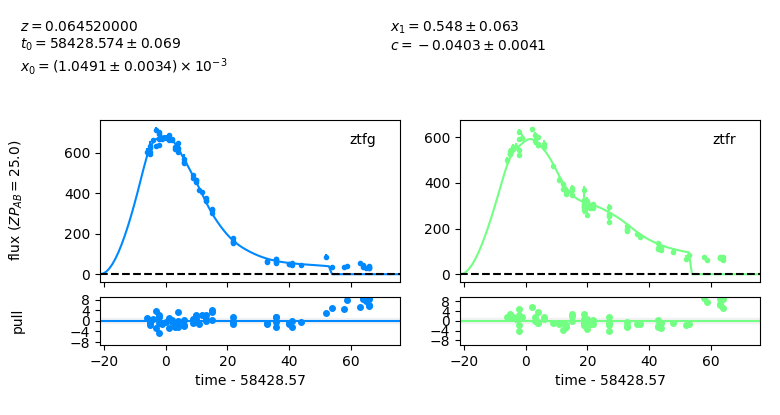 z = 0.064520000
t0 = 58428.574 ± 0.069
x0 = (1.0491 ± 0.0034) × 10^−3
x1 = 0.548 ± 0.063
c = −0.0403 ± 0.0041
flux (ZP_AB = 25.0)
600
400
200
0
ztfg
600
400
200
0
ztfr
pull
8
4
0
−4
−8
−20 0 20 40 60
time - 58428.57
8
4
0
−4
−8
−20 0 20 40 60
time - 58428.57